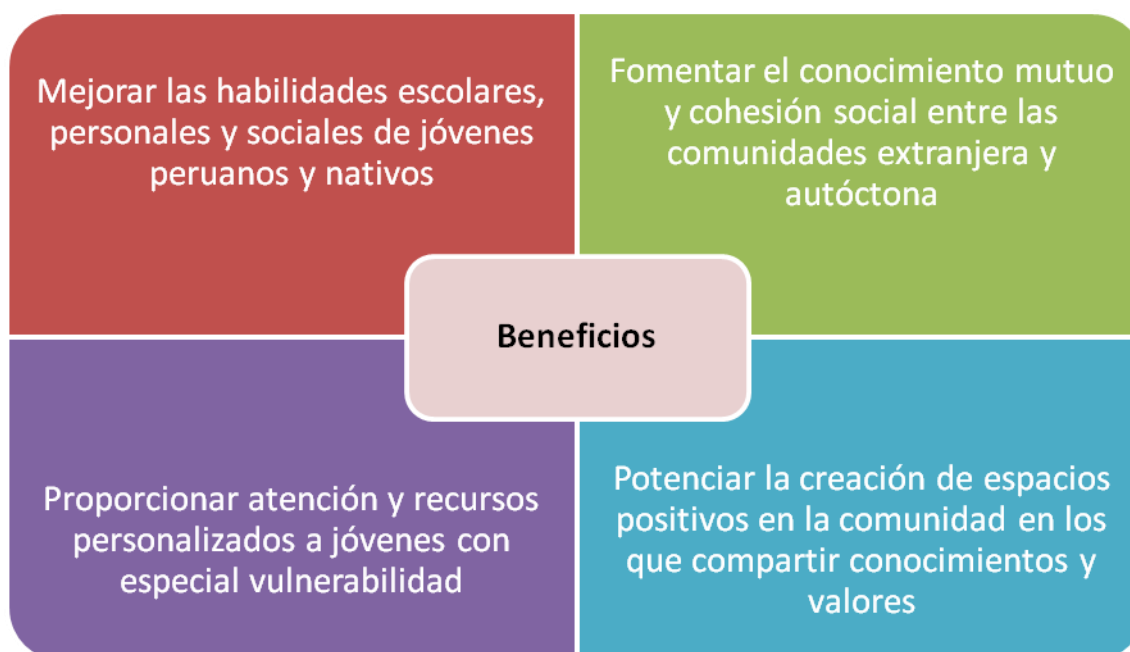 Mejorar las habilidades escolares,
personales y sociales de jóvenes
peruanos y nativos
Fomentar el conocimiento mutuo
y cohesión social entre las
comunidades extranjera y
autóctona
Beneficios
Proporcionar atención y recursos
personalizados a jóvenes con
especial vulnerabilidad
Potenciar la creación de espacios
positivos en la comunidad en los
que compartir conocimientos y
valores